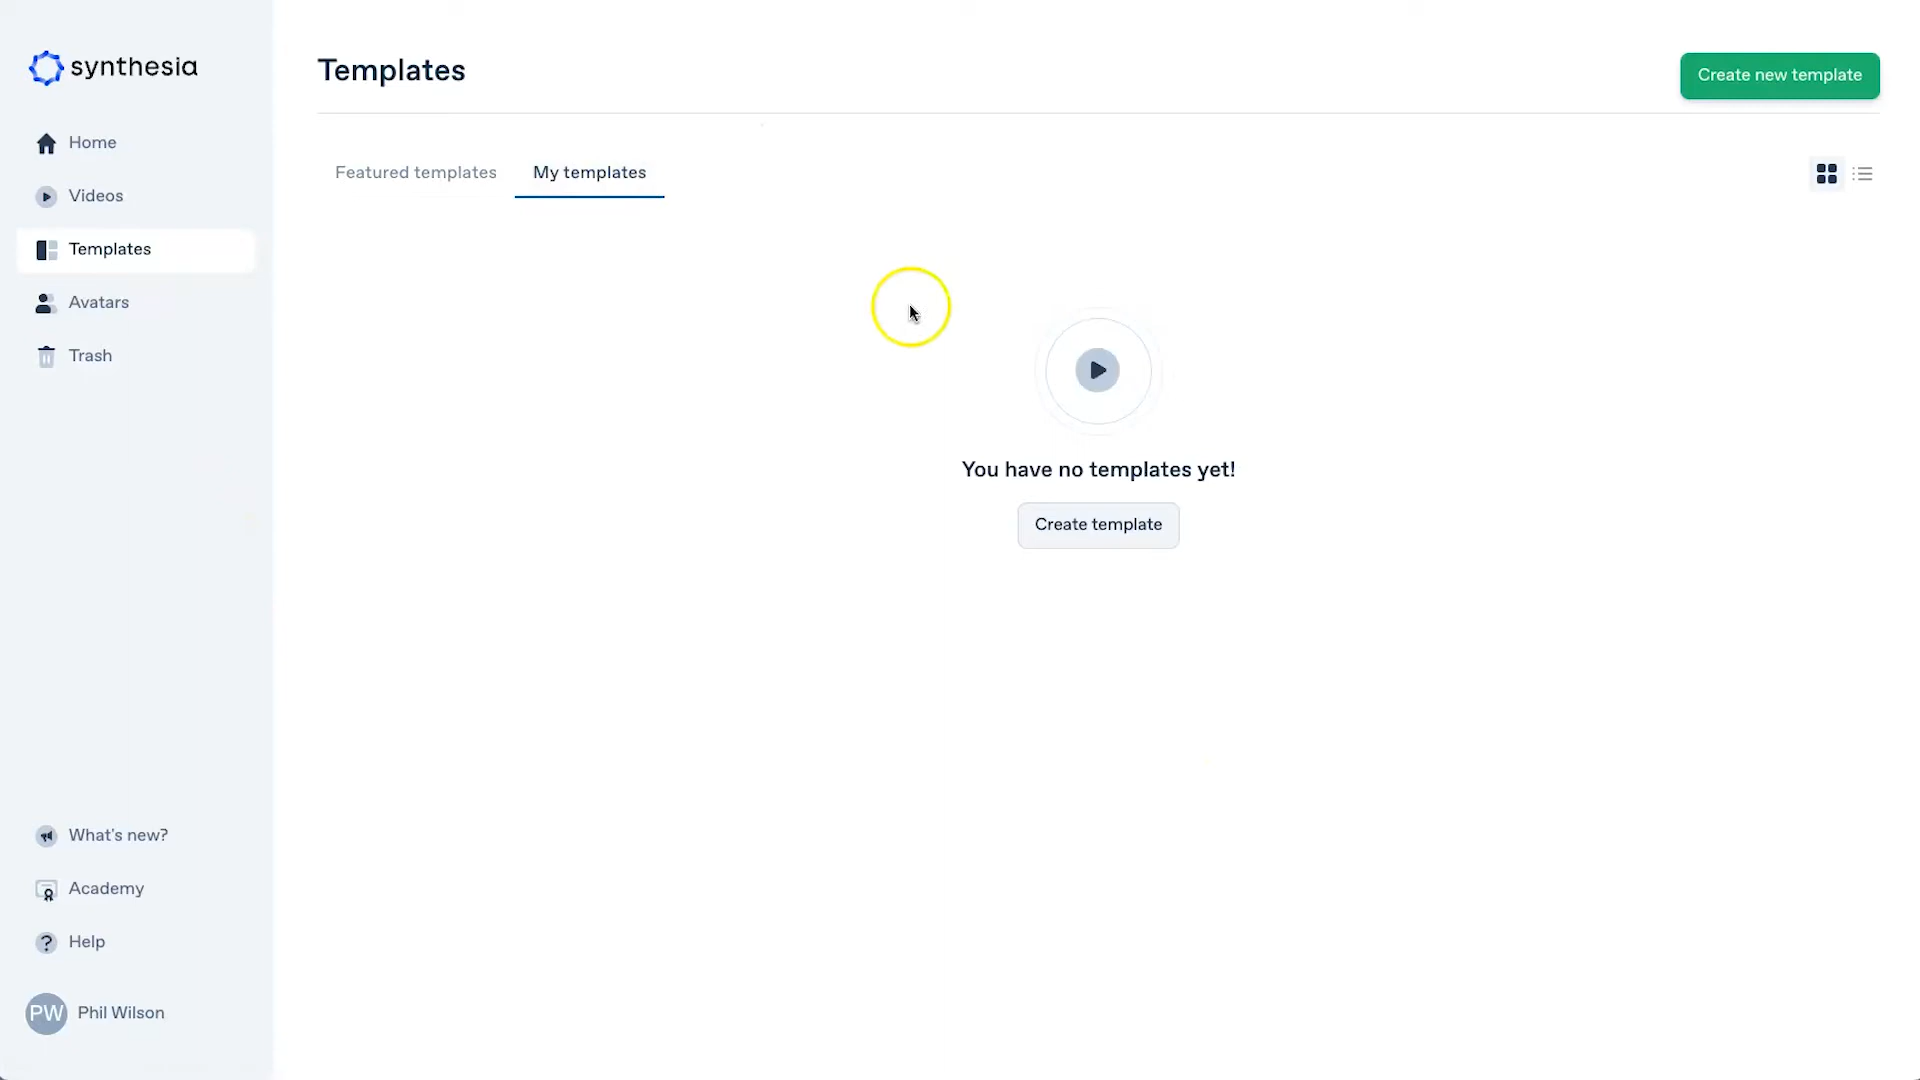 synthesia
Home
Videos
Templates
Avatars
Trash
What's new?
Academy
? Help
PW Phil Wilson
Templates
Create new template
Featured templates
My templates
You have no templates yet!
Create template